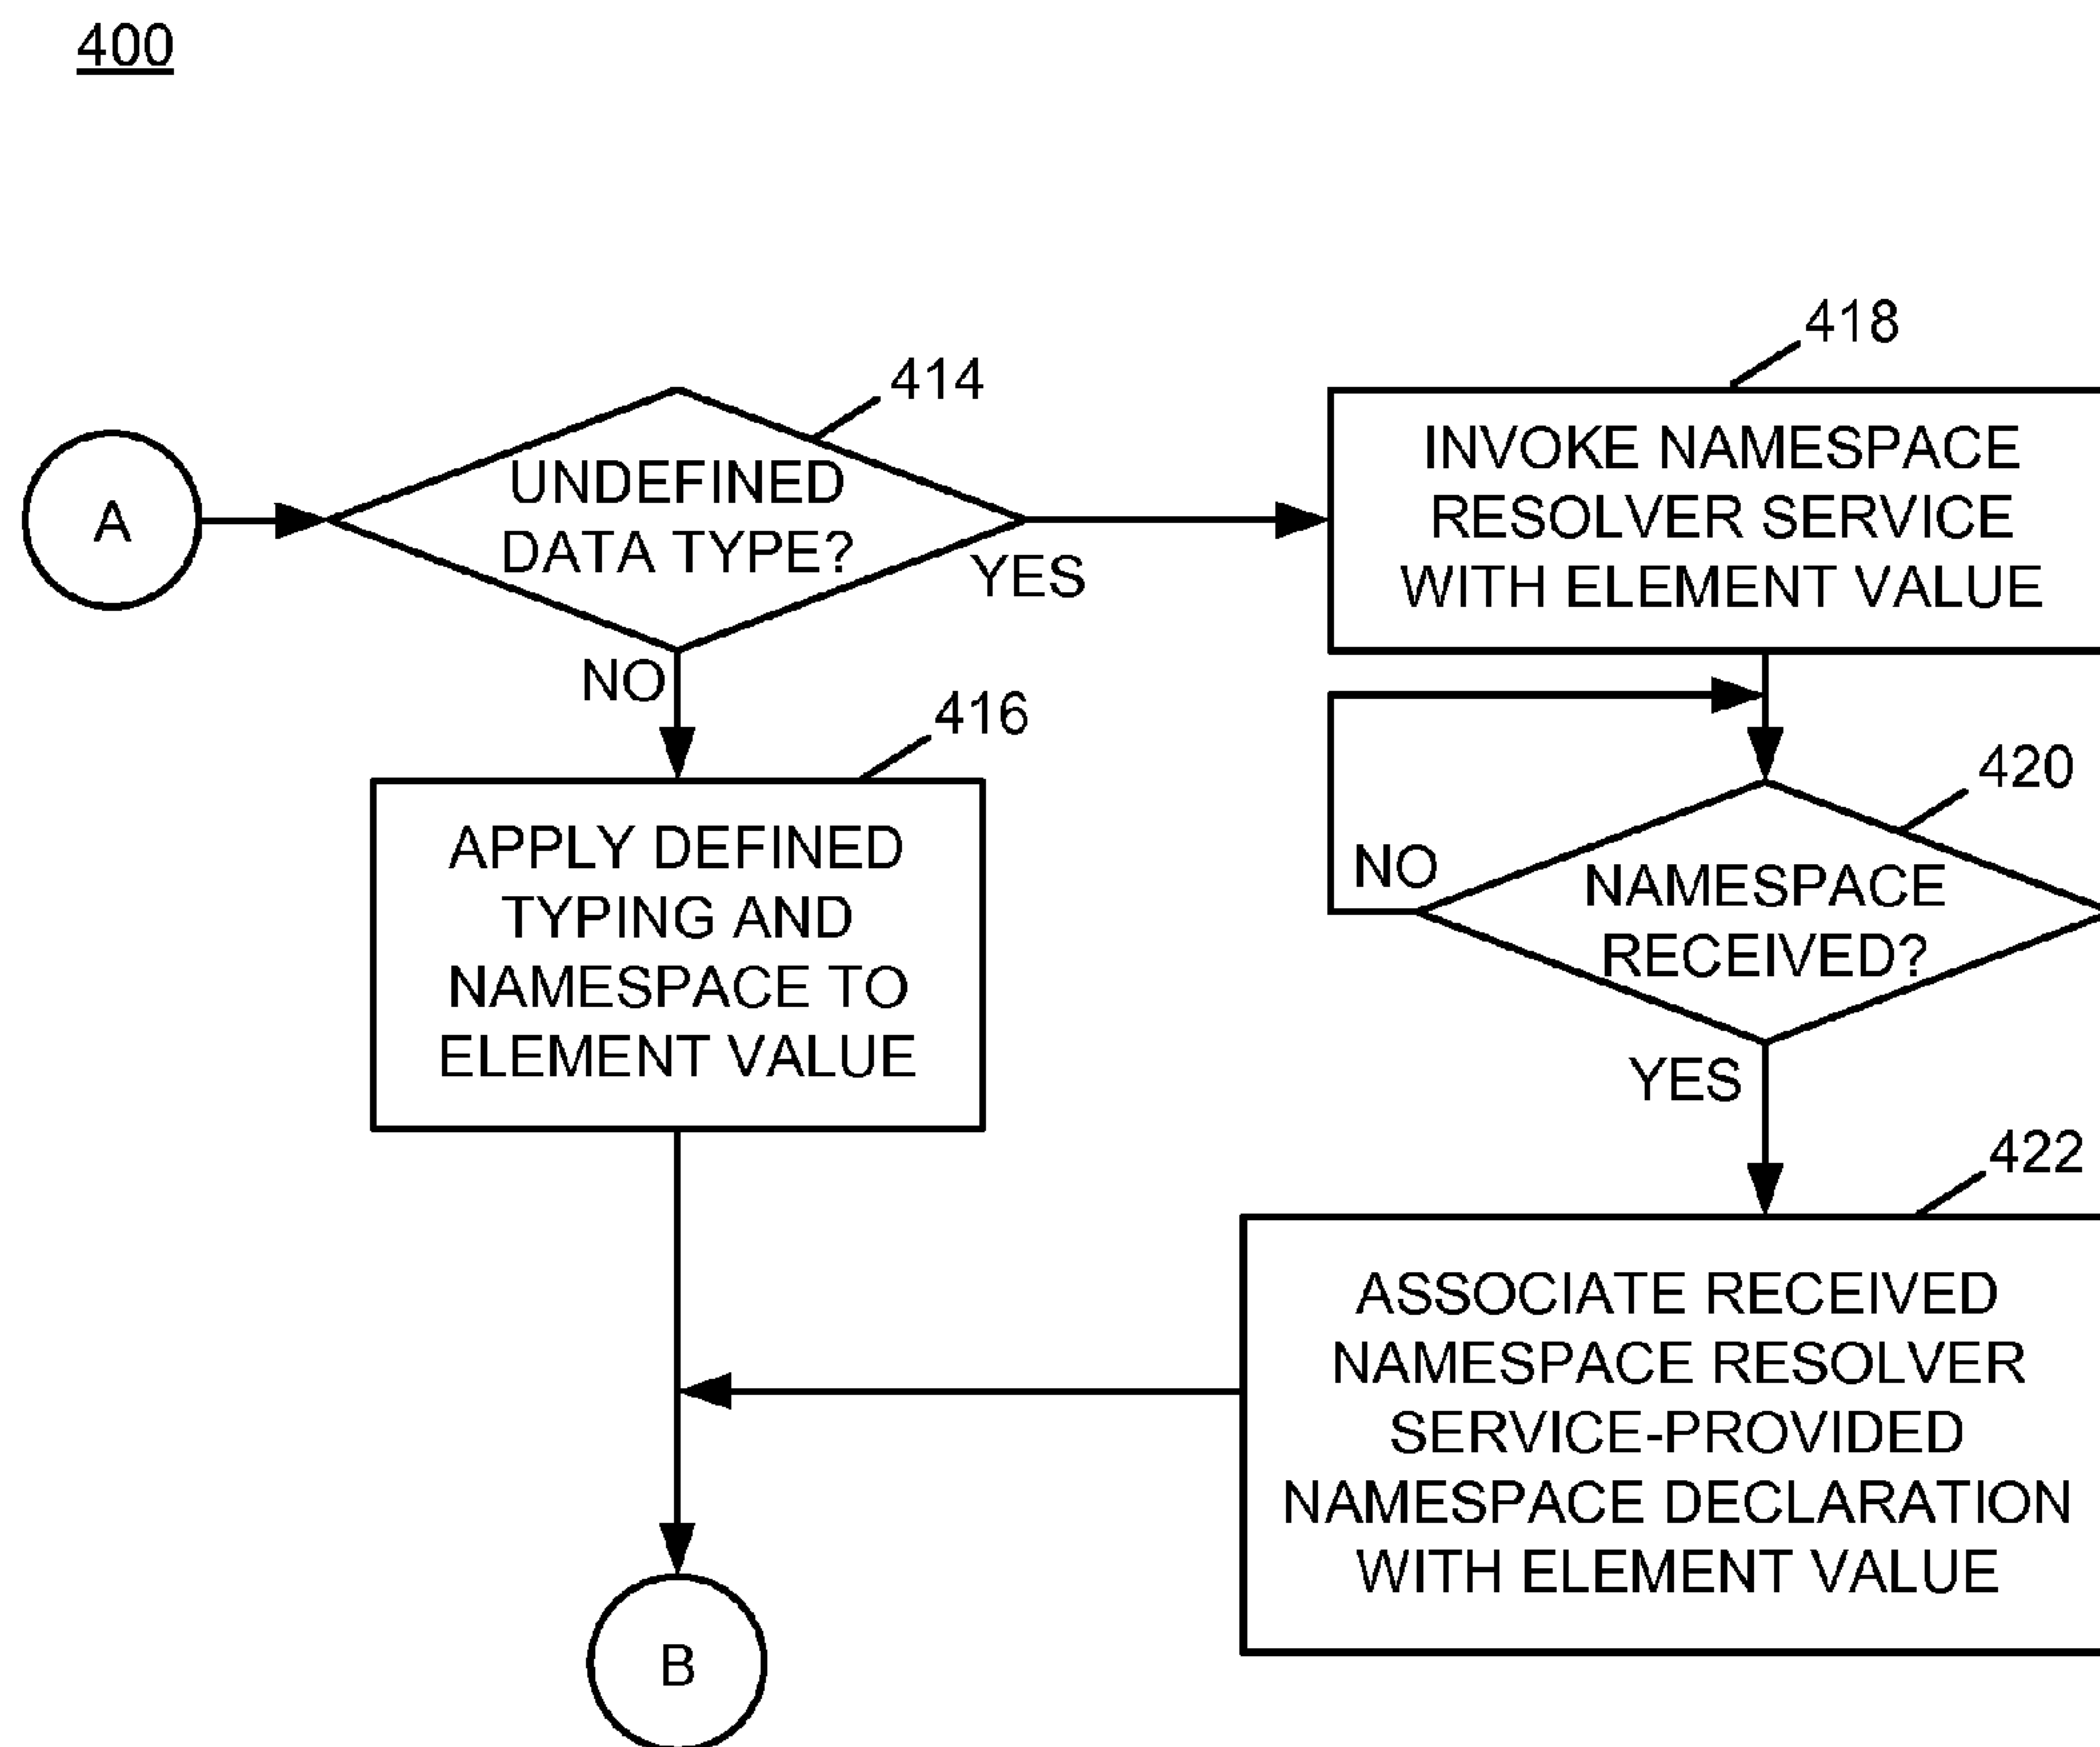 400
A
414
UNDEFINED
DATA TYPE?
YES
NO
416
APPLY DEFINED
TYPING AND
NAMESPACE TO
ELEMENT VALUE
418
INVOKE NAMESPACE
RESOLVER SERVICE
WITH ELEMENT VALUE
420
NO
NAMESPACE
RECEIVED?
YES
422
ASSOCIATE RECEIVED
NAMESPACE RESOLVER
SERVICE-PROVIDED
NAMESPACE DECLARATION
WITH ELEMENT VALUE
B